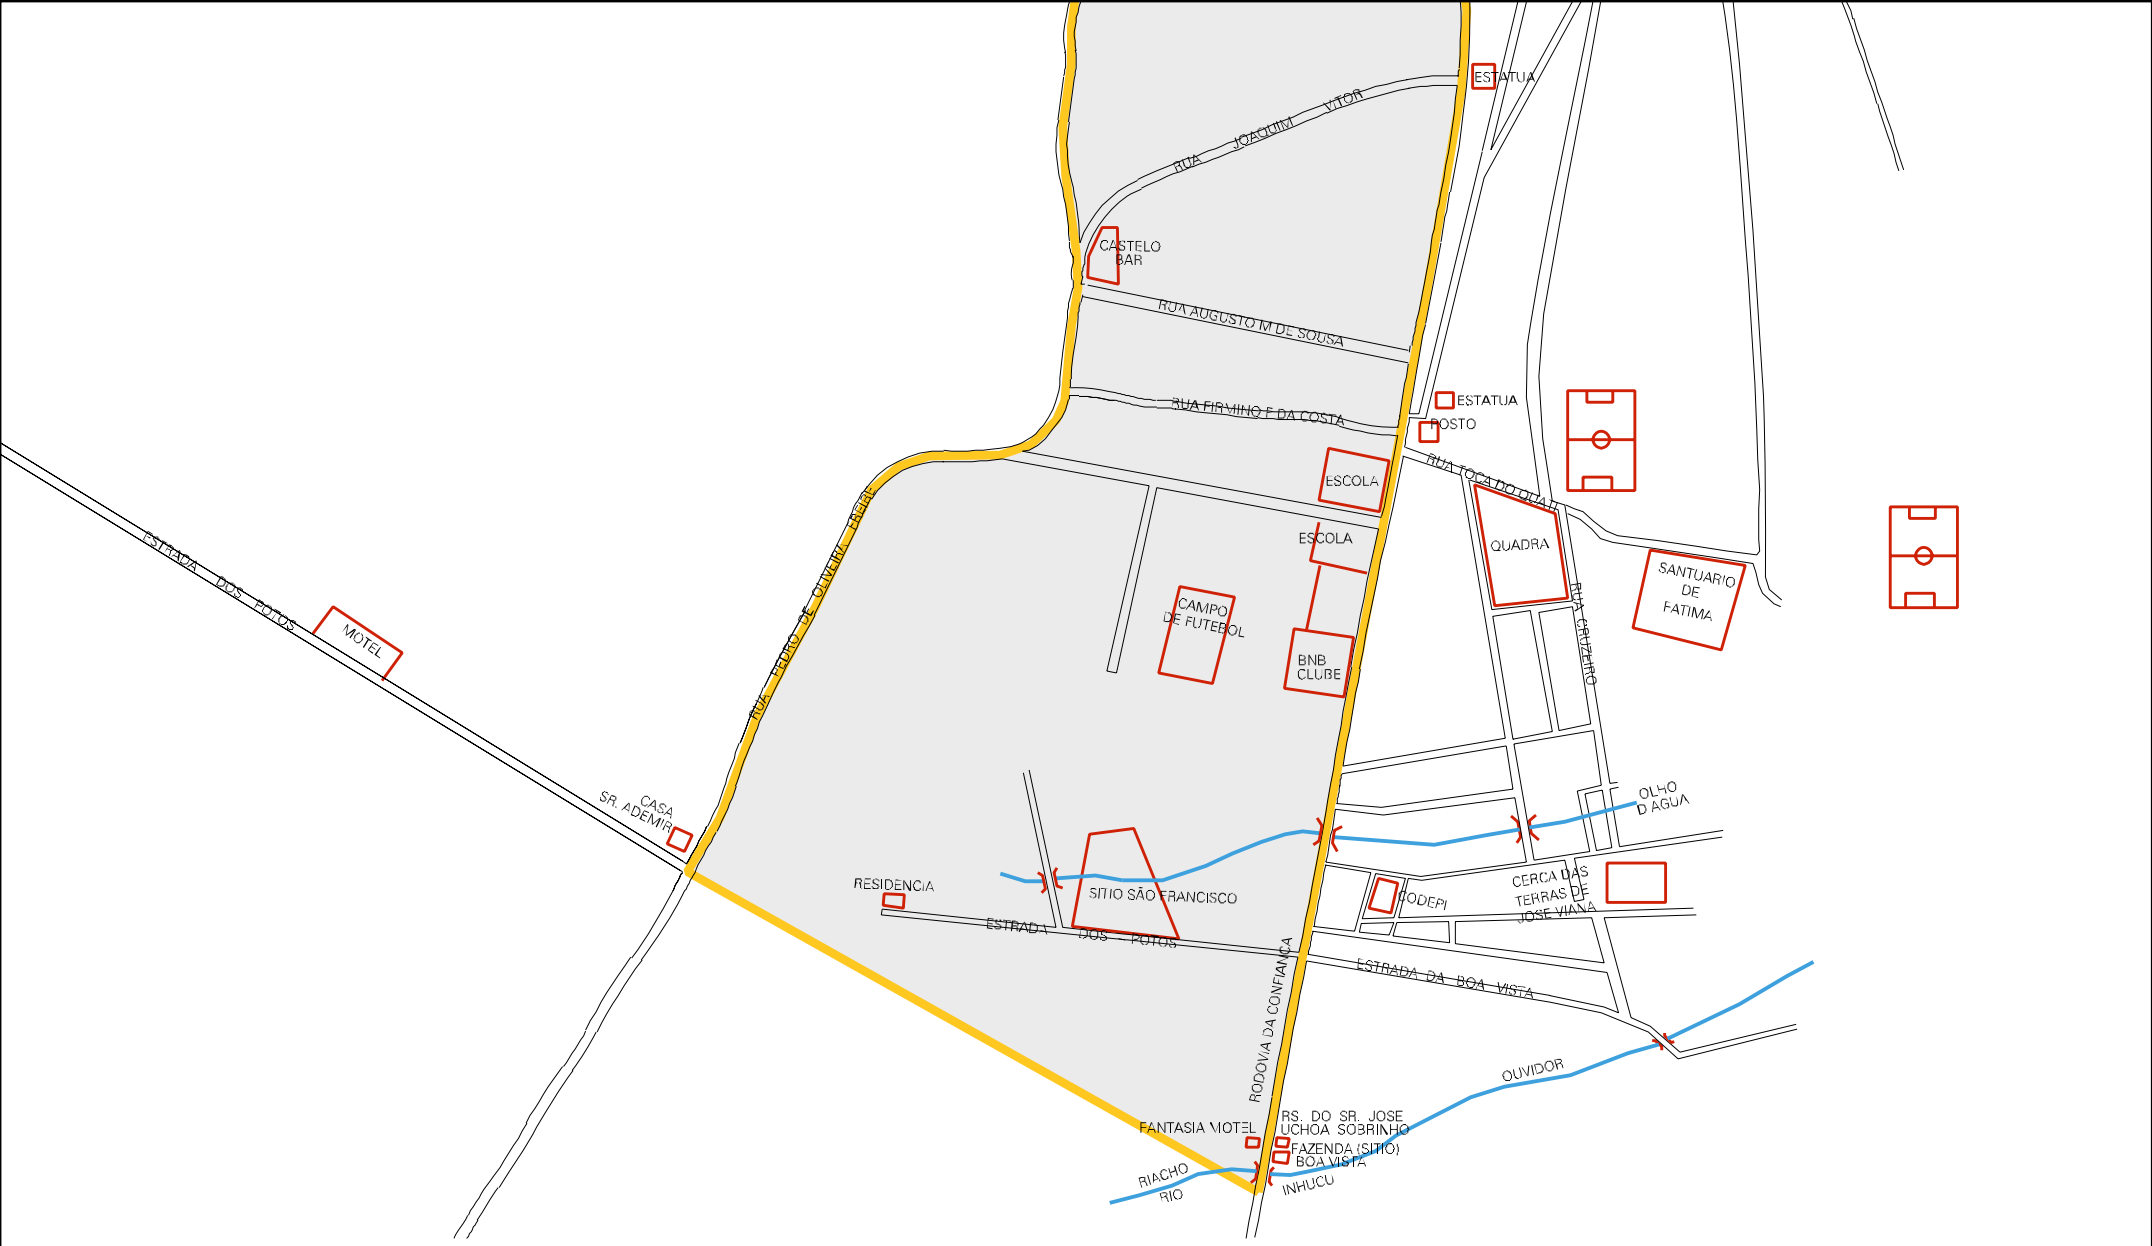 ESTATUA
RUA JOAQUIM VITOR
CASTELO
BAR
RUA AUGUSTO M DE SOUSA
RUA FIRMINO F DA COSTA
ESTATUA
POSTO
RUA TOCA DO QUATI
ESCOLA
ESCOLA
QUADRA
SANTUARIO
DE
FATIMA
RUA CRUZEIRO
CAMPO
DE FUTEBOL
BNB
CLUBE
RUA PEDRO DE OLIVEIRA FREIRE
ESTRADA DOS POTOS
MOTEL
CASA
SR. ADEMIR
OLHO
D AGUA
RESIDENCIA
SITIO SÃO FRANCISCO
ESTRADA DOS POTOS
CODEPI
CERCA DAS
TERRAS DE
JOSE VIANA
ESTRADA DA BOA VISTA
RODOVIA DA CONFIANÇA
OUVIDOR
FANTASIA MOTEL
RS. DO SR. JOSE
UCHOA SOBRINHO
FAZENDA (SITIO)
BOA VISTA
RIACHO
RIO
INHUCU